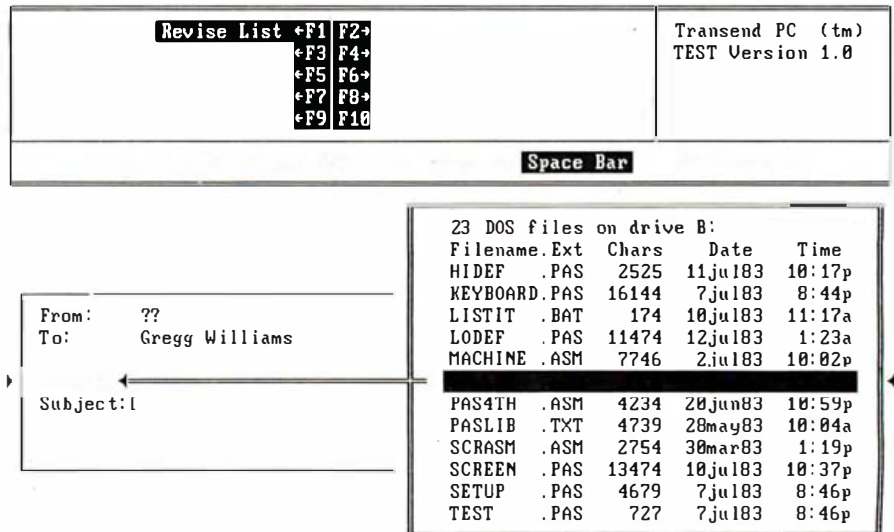 Revise List ←F1 F2→
←F3 F4→
←F5 F6→
←F7 F8→
←F9 F10
Transend PC (tm)
TEST Version 1.0
Space Bar
From: ??
To: Gregg Williams
Subject:[
23 DOS files on drive B:
Filename.Ext Chars Date Time
HIDEF .PAS 2525 11jul83 10:17p
KEYBOARD.PAS 16144 7jul83 8:44p
LISTIT .BAT 174 10jul83 11:17a
LODEF .PAS 11474 12jul83 1:23a
MACHINE .ASM 7746 2jul83 10:02p
PAS4TH .ASM 4234 20jun83 10:59p
PASLIB .TXT 4739 28may83 10:04a
SCRASM .ASM 2754 30mar83 1:19p
SCREEN .PAS 13474 10jul83 10:37p
SETUP .PAS 4679 7jul83 8:46p
TEST .PAS 727 7jul83 8:46p